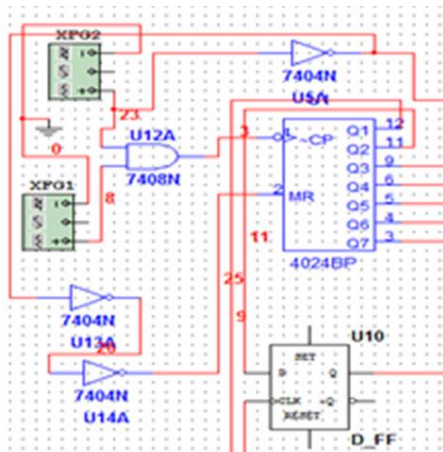 XFG2
7404N
U5A
23
U12A
7408N
3
~CP
Q1 12
Q2 11
Q3 9
Q4 6
Q5 5
Q6 4
Q7 3
2 MR
0
XFG1
8
11
4024BP
25
9
7404N
U13A
20
7404N
U14A
U10
SET
D Q
CLK ~Q
RESET
D_FF